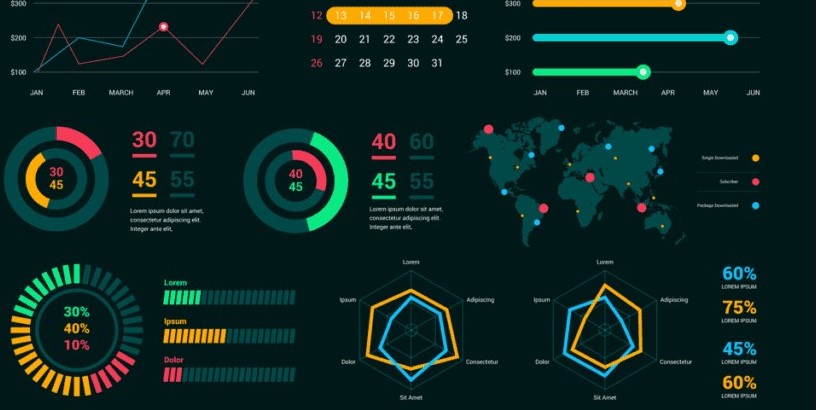 $300
$200
$100
JAN FEB MARCH APR MAY JUN
12 13 14 15 16 17 18
19 20 21 22 23 24 25
26 27 28 29 30 31
$300
$200
$100
JAN FEB MARCH APR MAY JUN
30
45
30 70
45 55
Lorem ipsum dolor sit amet,
consectetur adipiscing elit.
Integer ante elit,
40
45
40 60
45 55
Lorem ipsum dolor sit amet,
consectetur adipiscing elit.
Integer ante elit,
Single Downloaded
Subcriber
Package Downloaded
30%
40%
10%
Lorem
Ipsum
Dolor
Lorem
Ipsum
Adipiscing
Dolor
Consectetur
Sit Amet
Lorem
Ipsum
Adipiscing
Dolor
Consectetur
Sit Amet
60%
LOREM IPSUM
75%
LOREM IPSUM
45%
LOREM IPSUM
60%
LOREM IPSUM